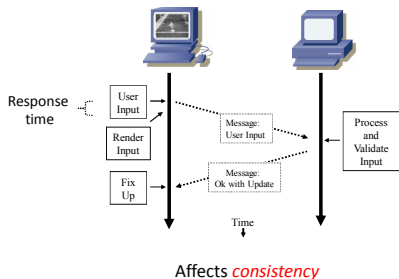 Response
time
User
Input
Render
Input
Message:
User Input
Process
and
Validate
Input
Message:
Ok with Update
Fix
Up
Time
Affects consistency